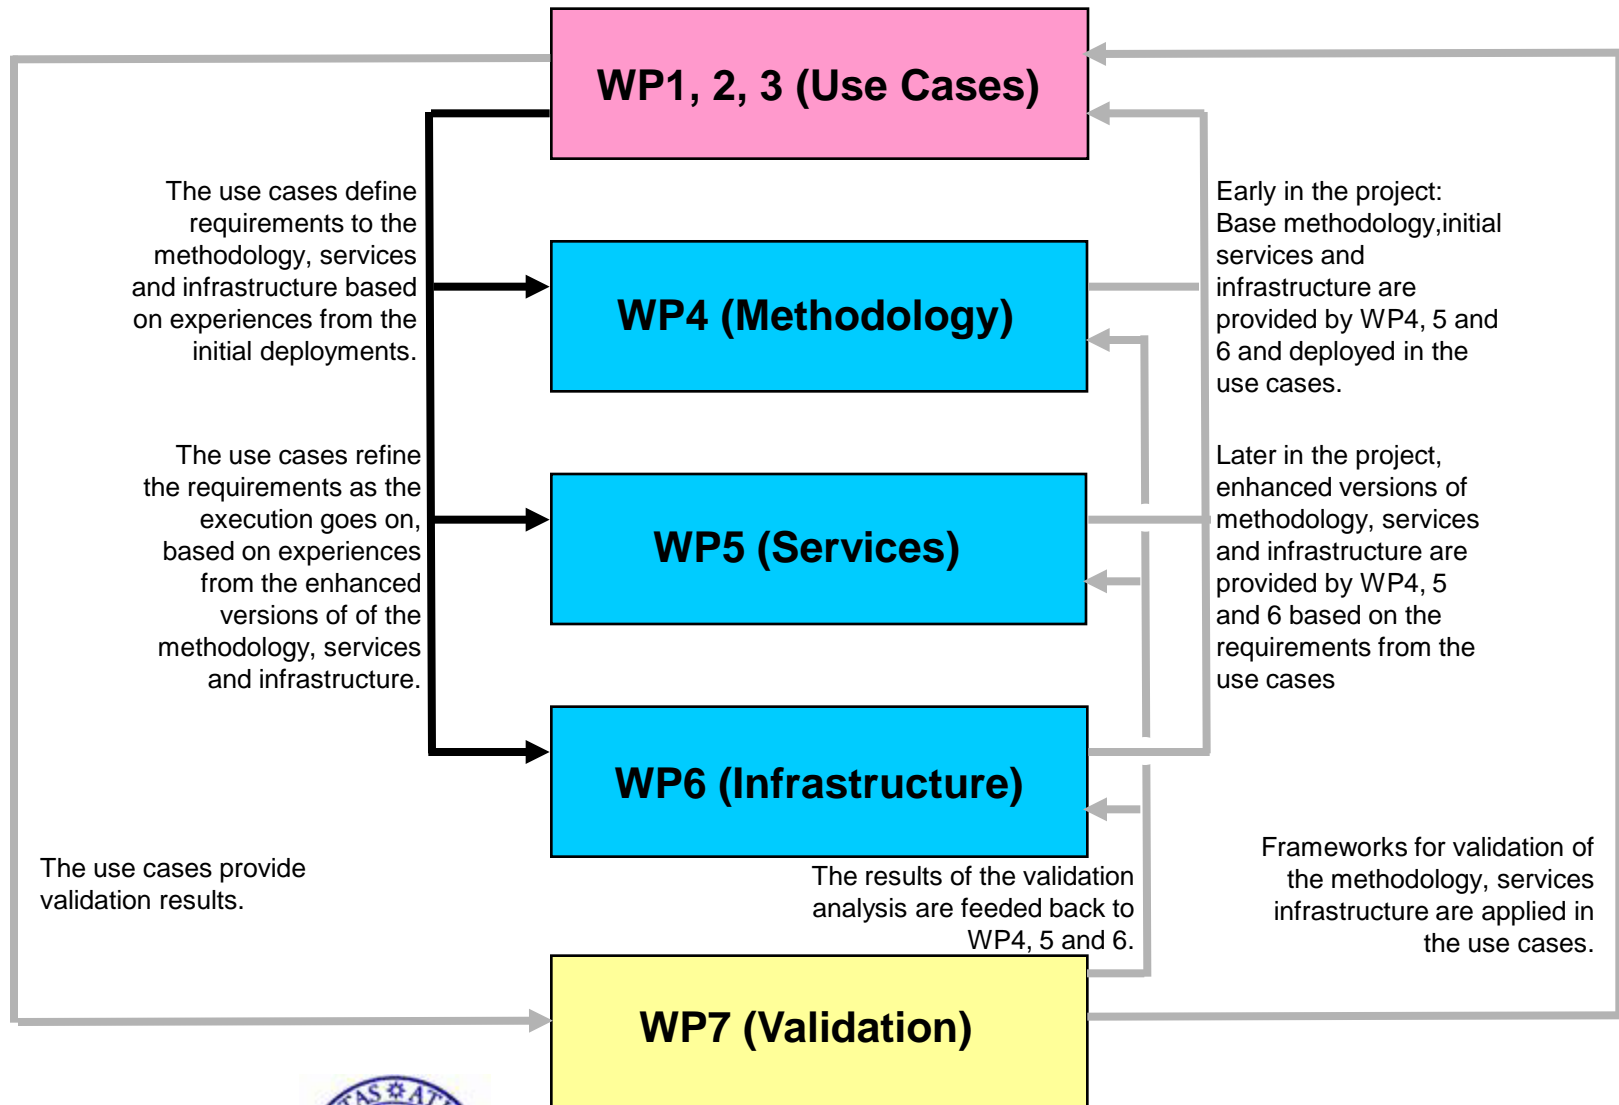 WP1, 2, 3 (Use Cases)
The use cases define
requirements to the
methodology, services
and infrastructure based
on experiences from the
initial deployments.
Early in the project:
Base methodology,initial
services and
infrastructure are
provided by WP4, 5 and
6 and deployed in the
use cases.
WP4 (Methodology)
The use cases refine
the requirements as the
execution goes on,
based on experiences
from the enhanced
versions of of the
methodology, services
and infrastructure.
Later in the project,
enhanced versions of
methodology, services
and infrastructure are
provided by WP4, 5
and 6 based on the
requirements from the
use cases
WP5 (Services)
WP6 (Infrastructure)
The use cases provide
validation results.
The results of the validation
analysis are feeded back to
WP4, 5 and 6.
Frameworks for validation of
the methodology, services
infrastructure are applied in
the use cases.
WP7 (Validation)